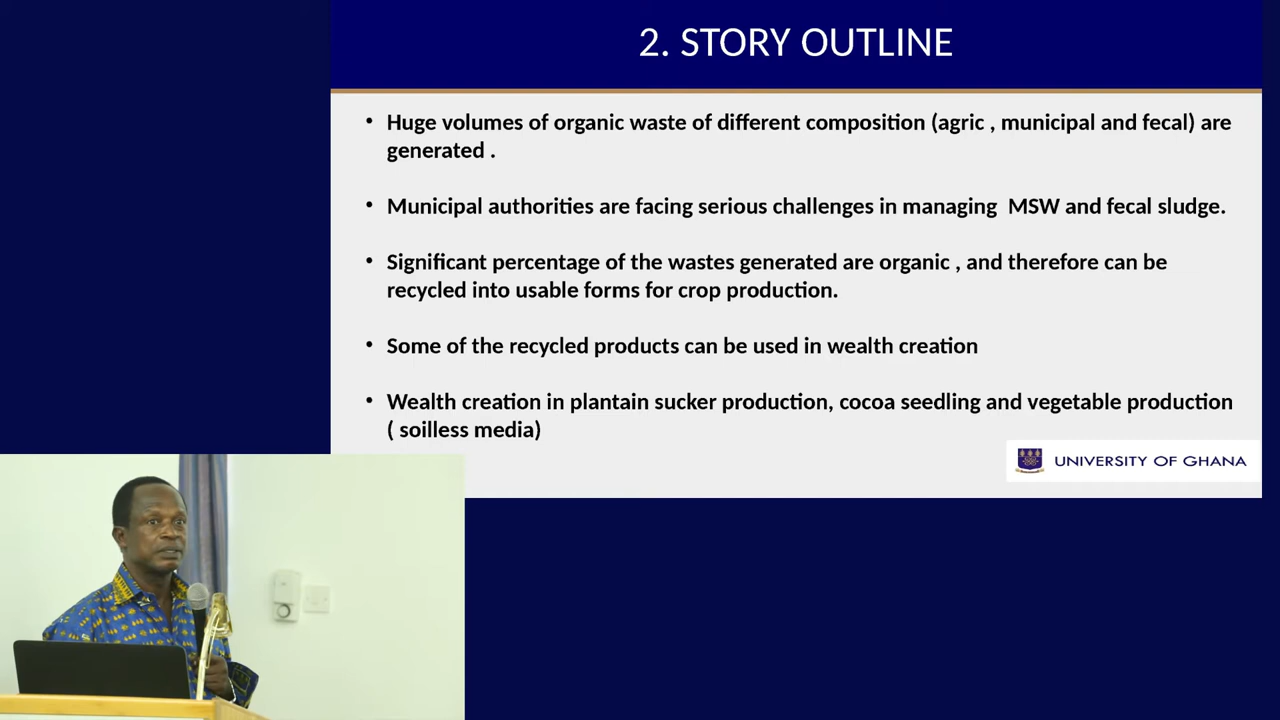 2. STORY OUTLINE
• Huge volumes of organic waste of different composition (agric , municipal and fecal) are
generated .
• Municipal authorities are facing serious challenges in managing  MSW and fecal sludge.
• Significant percentage of the wastes generated are organic , and therefore can be
recycled into usable forms for crop production.
• Some of the recycled products can be used in wealth creation
• Wealth creation in plantain sucker production, cocoa seedling and vegetable production
( soilless media)
UNIVERSITY OF GHANA